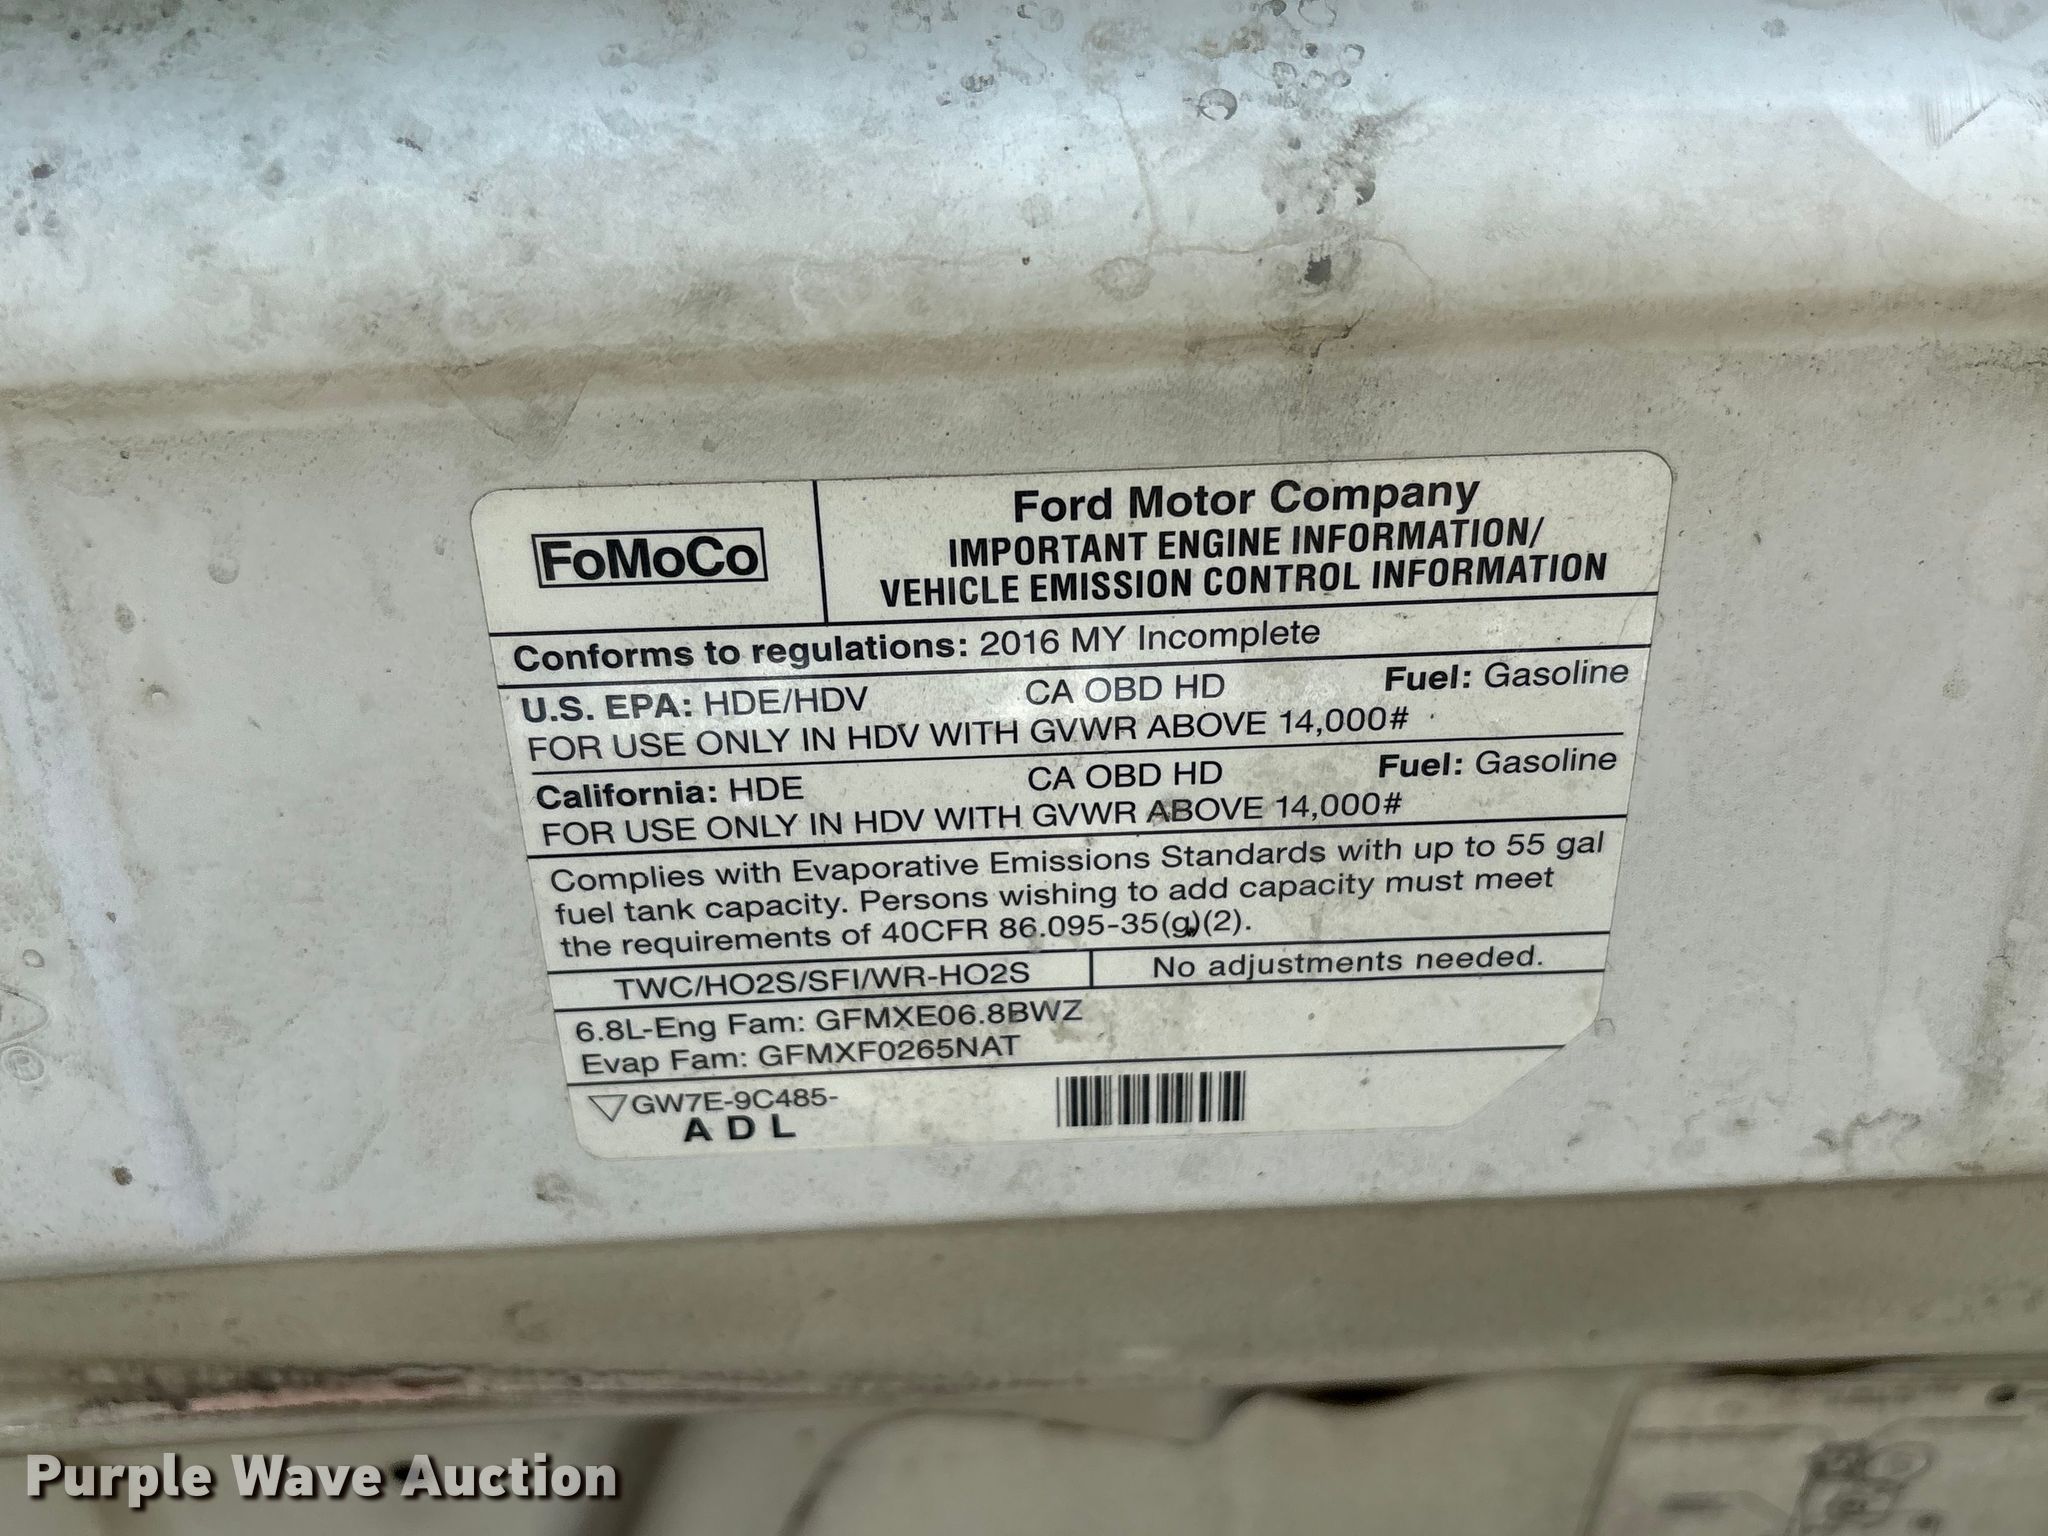 FoMoCo
Ford Motor Company
IMPORTANT ENGINE INFORMATION/
VEHICLE EMISSION CONTROL INFORMATION
Conforms to regulations: 2016 MY Incomplete
U.S. EPA: HDE/HDV CA OBD HD Fuel: Gasoline
FOR USE ONLY IN HDV WITH GVWR ABOVE 14,000#
California: HDE CA OBD HD Fuel: Gasoline
FOR USE ONLY IN HDV WITH GVWR ABOVE 14,000#
Complies with Evaporative Emissions Standards with up to 55 gal
fuel tank capacity. Persons wishing to add capacity must meet
the requirements of 40CFR 86.095-35(g)(2).
TWC/HO2S/SFI/WR-HO2S No adjustments needed.
6.8L-Eng Fam: GFMXE06.8BWZ
Evap Fam: GFMXF0265NAT
GW7E-9C485-
A D L
Purple Wave Auction